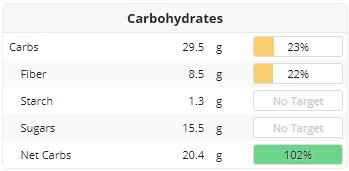 Carbohydrates
Carbs 29.5 g 23%
Fiber 8.5 g 22%
Starch 1.3 g No Target
Sugars 15.5 g No Target
Net Carbs 20.4 g 102%